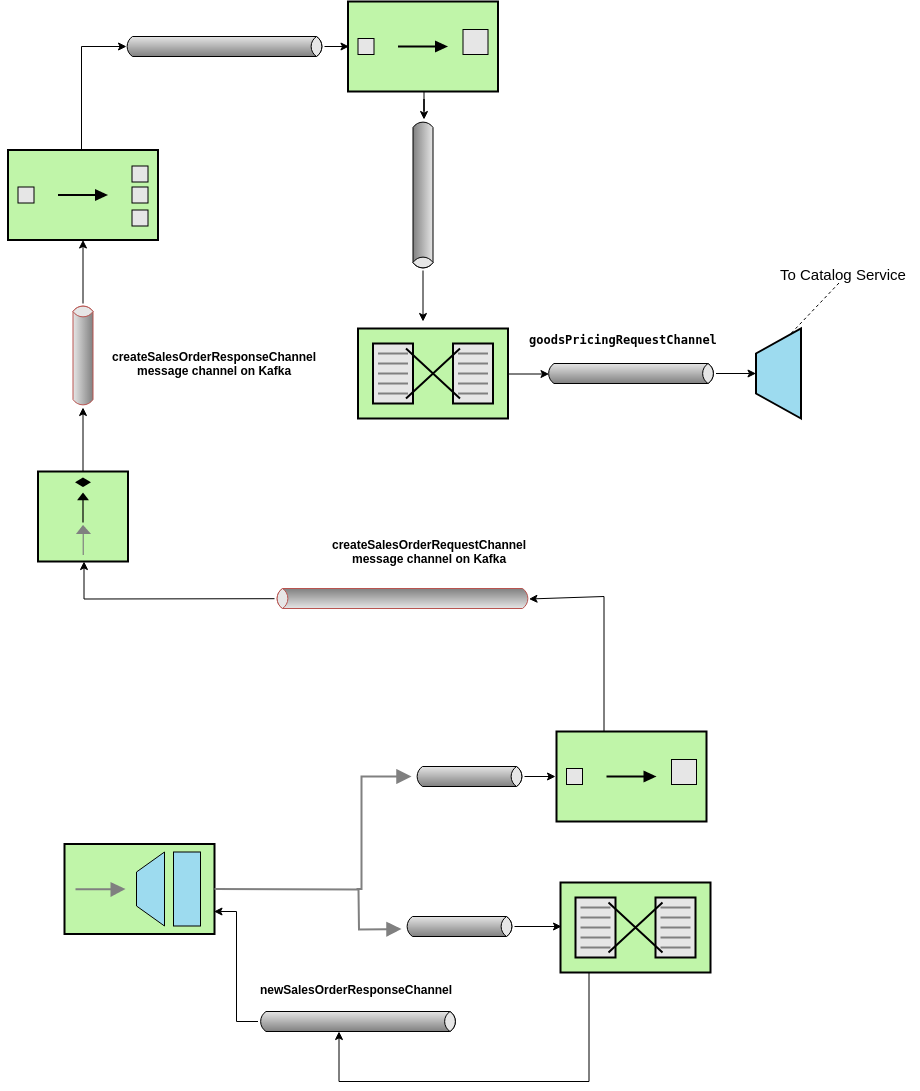 To Catalog Service
goodsPricingRequestChannel
createSalesOrderResponseChannel
message channel on Kafka
createSalesOrderRequestChannel
message channel on Kafka
newSalesOrderResponseChannel